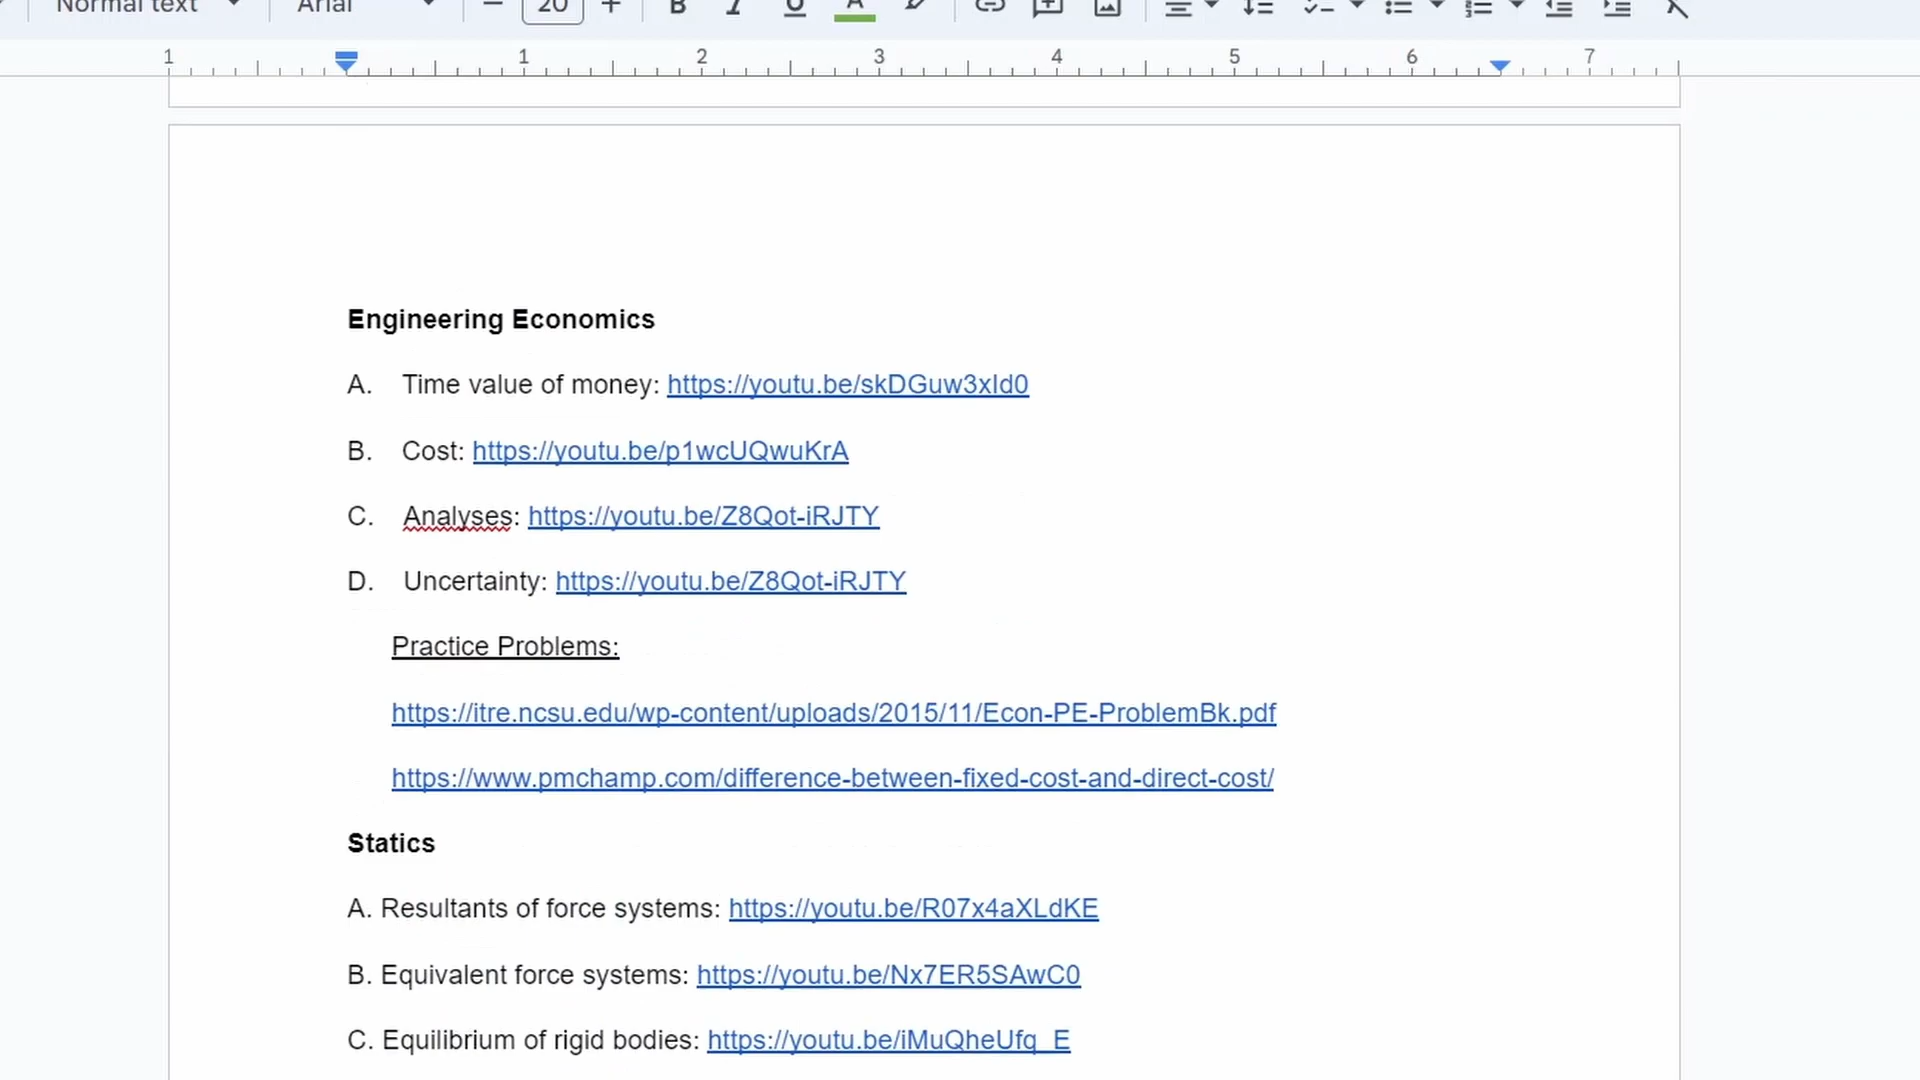 Normal text Arial 20 B I U A
1 1 2 3 4 5 6 7
Engineering Economics
A. Time value of money: https://youtu.be/skDGuw3xId0
B. Cost: https://youtu.be/p1wcUQwuKrA
C. Analyses: https://youtu.be/Z8Qot-iRJTY
D. Uncertainty: https://youtu.be/Z8Qot-iRJTY
Practice Problems:
https://itre.ncsu.edu/wp-content/uploads/2015/11/Econ-PE-ProblemBk.pdf
https://www.pmchamp.com/difference-between-fixed-cost-and-direct-cost/
Statics
A. Resultants of force systems: https://youtu.be/R07x4aXLdKE
B. Equivalent force systems: https://youtu.be/Nx7ER5SAwC0
C. Equilibrium of rigid bodies: https://youtu.be/iMuQheUfq_E